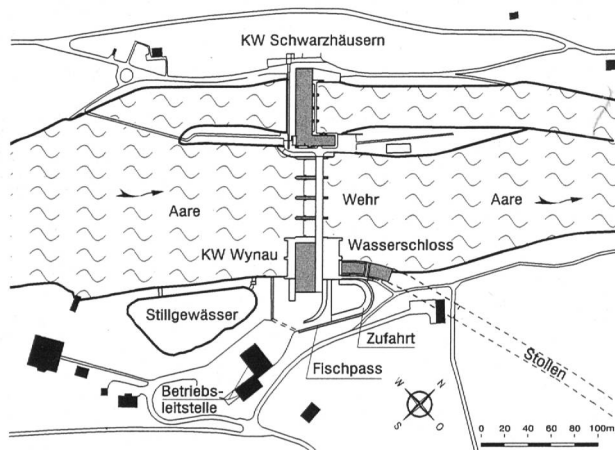 KW Schwarzhäusern
Wehr
Aare
Aare
KW Wynau
Wasserschloss
Stillgewässer
Zufahrt
Stollen
Fischpass
Betriebs-
leitstelle
W N
S O
0 20 40 60 80 100m